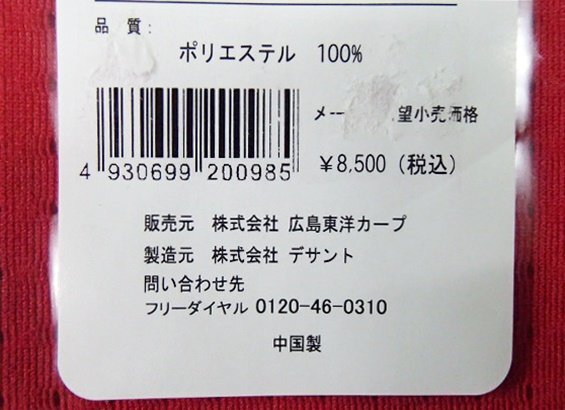 品 質:
ポリエステル 100%
メー 望小売価格
4 930699 200985
￥8,500(税込)
販売元 株式会社 広島東洋カープ
製造元 株式会社 デサント
問い合わせ先
フリーダイヤル 0120-46-0310
中国製